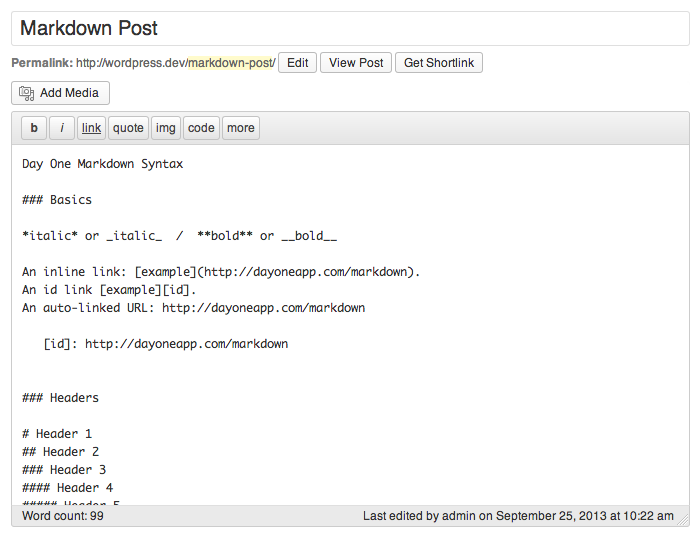 Markdown Post
Permalink: http://wordpress.dev/markdown-post/ Edit View Post Get Shortlink
Add Media
b i link quote img code more
Day One Markdown Syntax
### Basics
*italic* or _italic_  /  **bold** or __bold__
An inline link: [example](http://dayoneapp.com/markdown).
An id link [example][id].
An auto-linked URL: http://dayoneapp.com/markdown
[id]: http://dayoneapp.com/markdown
### Headers
# Header 1
## Header 2
### Header 3
#### Header 4
##### Header 5
Word count: 99 Last edited by admin on September 25, 2013 at 10:22 am